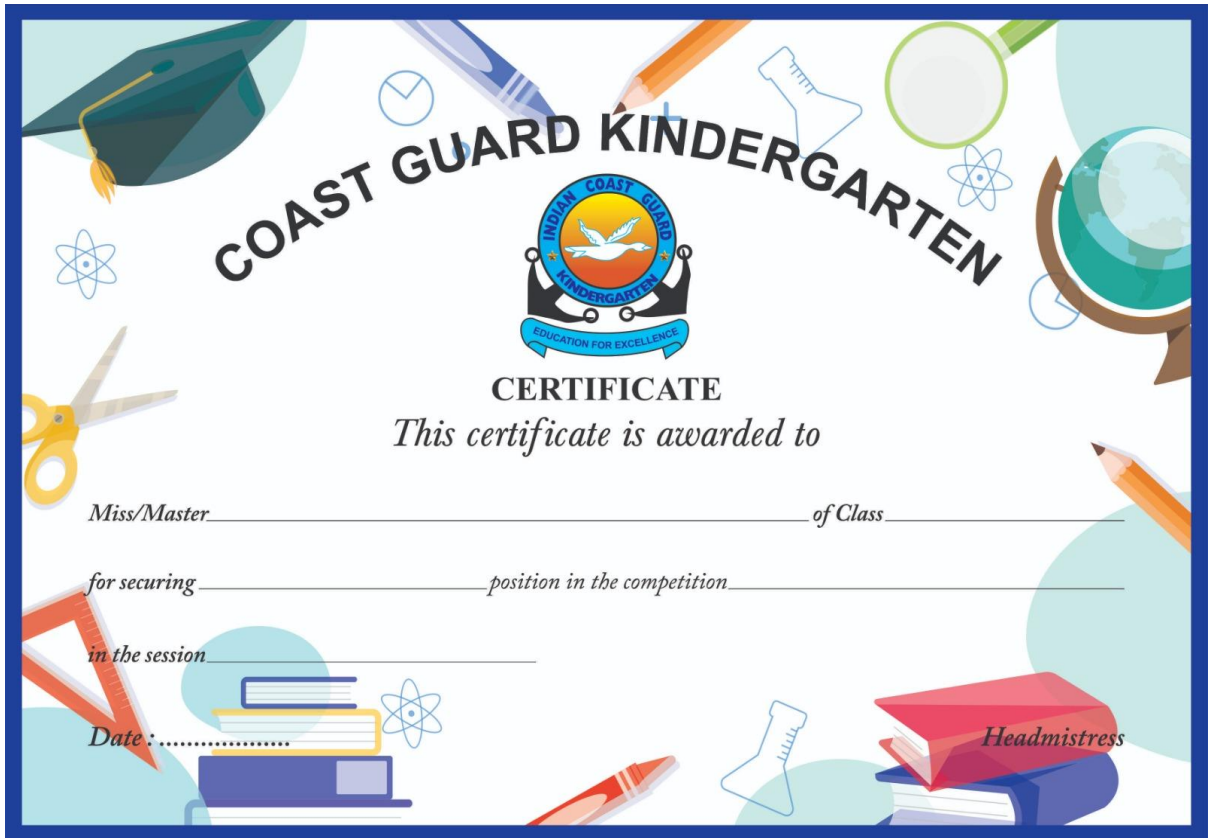 COAST GUARD KINDERGARTEN
INDIAN COAST GUARD
KINDERGARTEN
EDUCATION FOR EXCELLENCE
CERTIFICATE
This certificate is awarded to
Miss/Master of Class
for securing position in the competition
in the session
Date : ...................
Headmistress